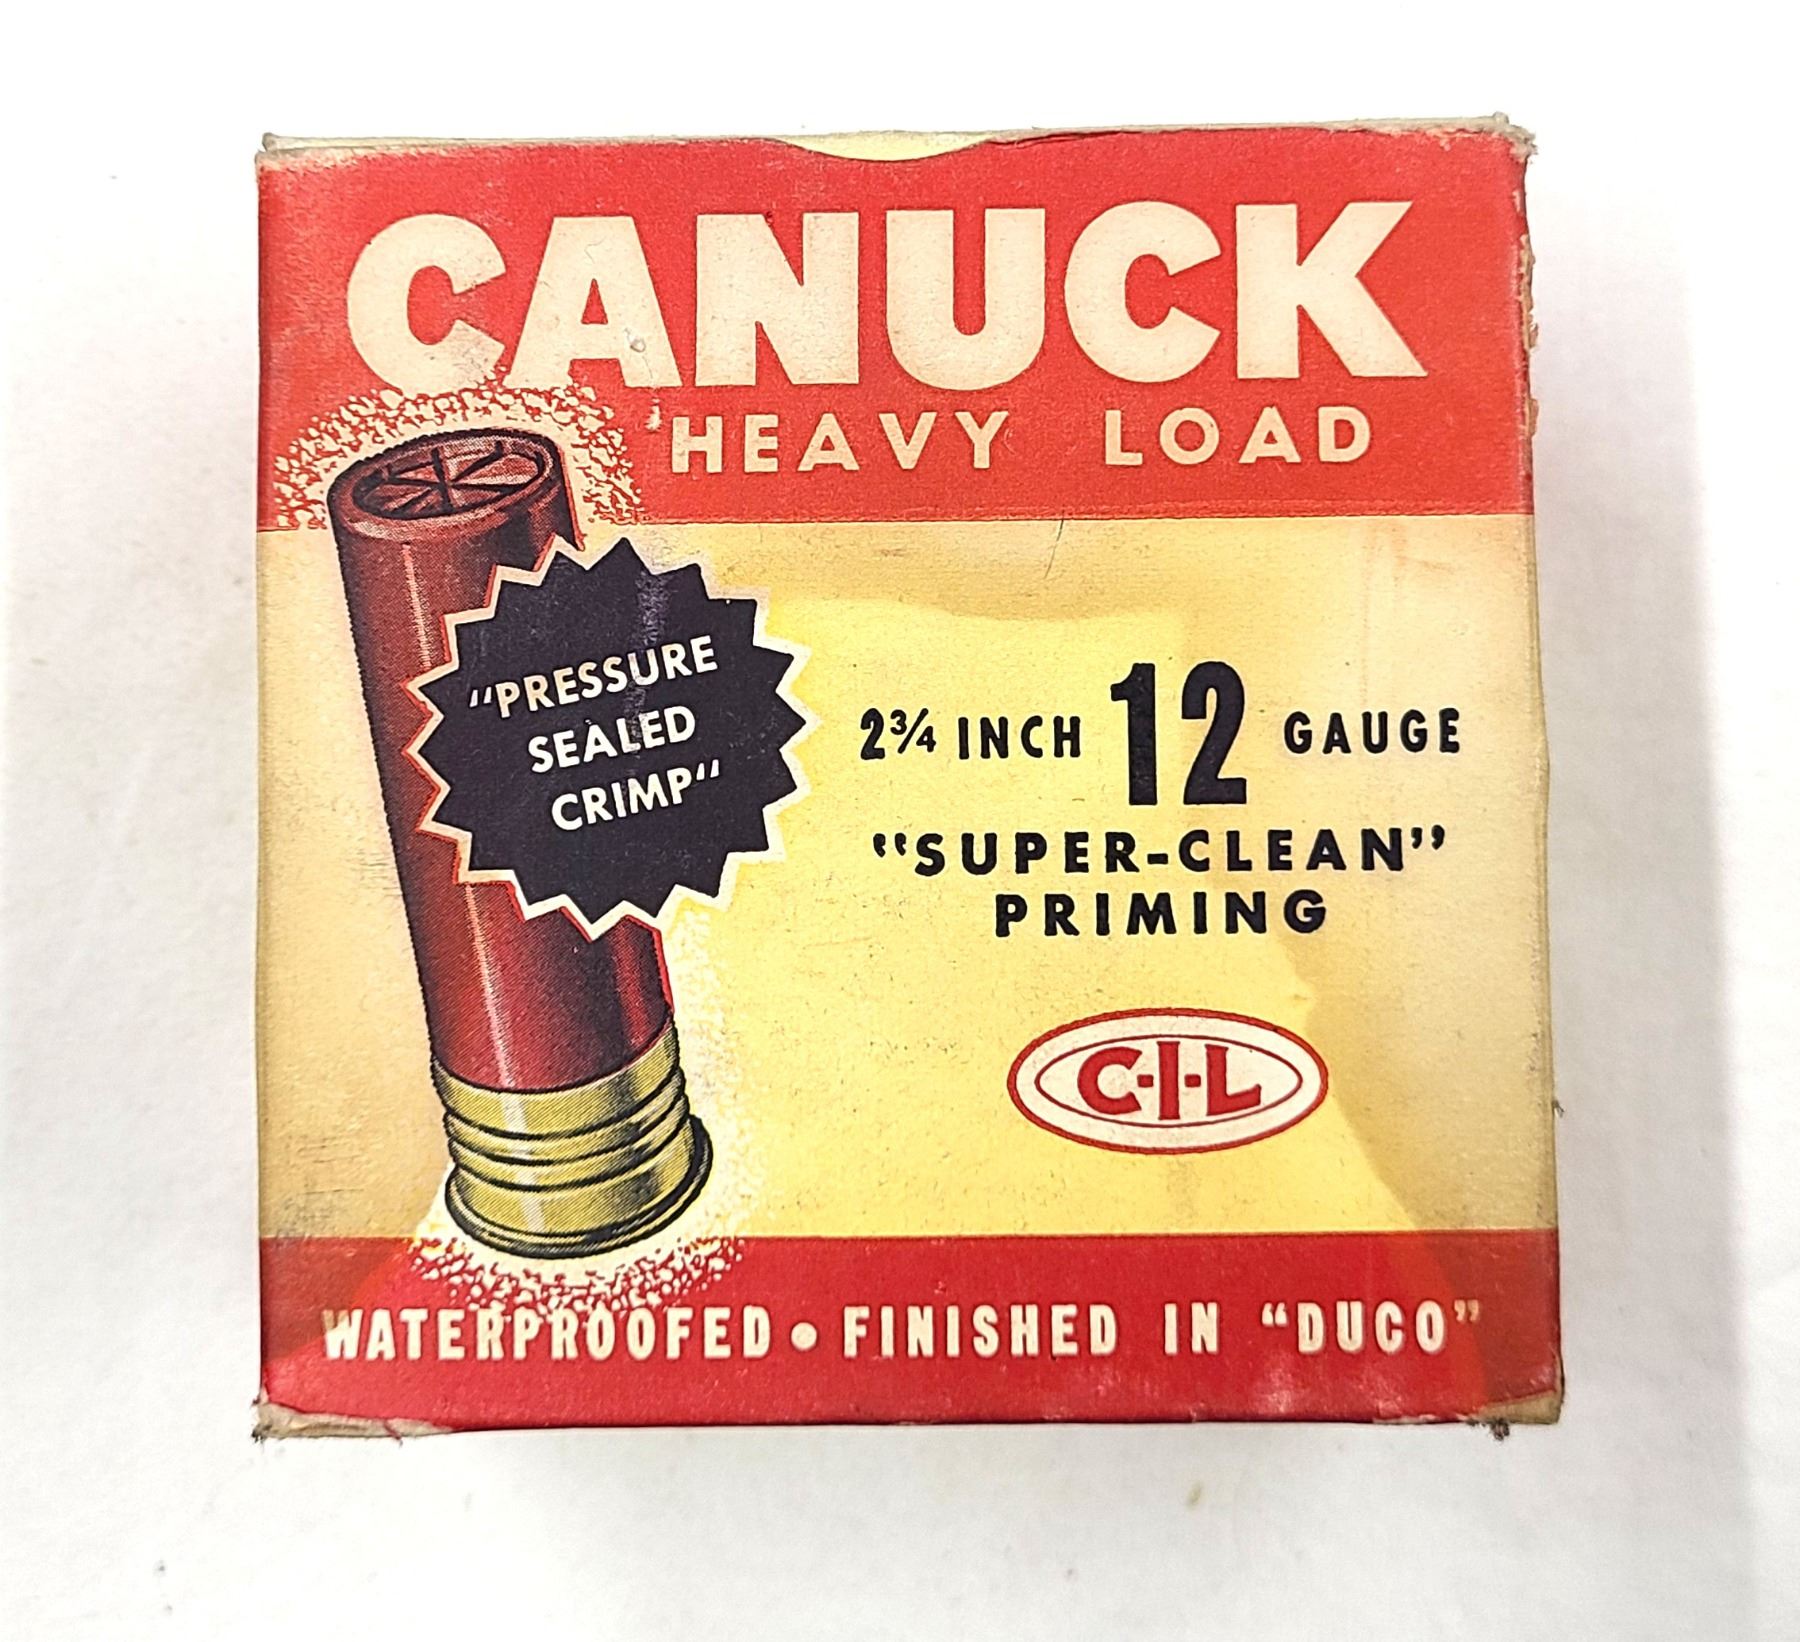 CANUCK
HEAVY LOAD
"PRESSURE
SEALED
CRIMP"
2¾ INCH 12 GAUGE
"SUPER-CLEAN"
PRIMING
C-I-L
WATERPROOFED • FINISHED IN "DUCO"